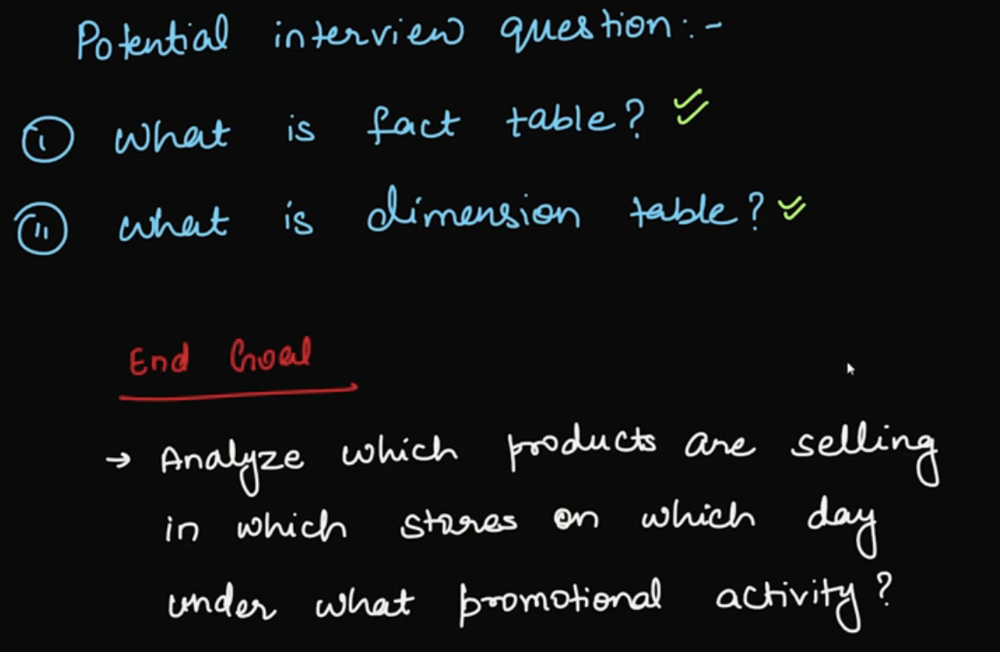 Potential interview question:-
(i) What is fact table?
(ii) What is dimension table?
End Goal
→ Analyze which products are selling
in which stores on which day
under what promotional activity?